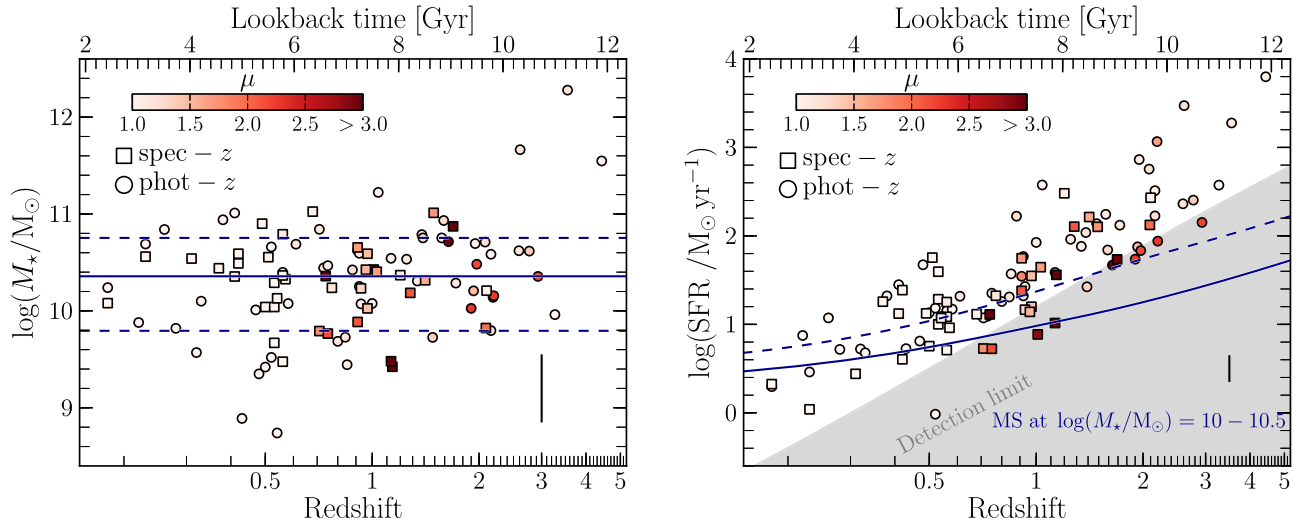 Lookback time [Gyr]
2 4 6 8 10 12
μ
1.0 1.5 2.0 2.5 > 3.0
spec − z
phot − z
log(M⋆/M⊙)
12
11
10
9
0.5 1 2 3 4 5
Redshift
Lookback time [Gyr]
2 4 6 8 10 12
μ
1.0 1.5 2.0 2.5 > 3.0
spec − z
phot − z
log(SFR /M⊙ yr⁻¹)
4
3
2
1
0
Detection limit
MS at log(M⋆/M⊙) = 10 − 10.5
0.5 1 2 3 4 5
Redshift